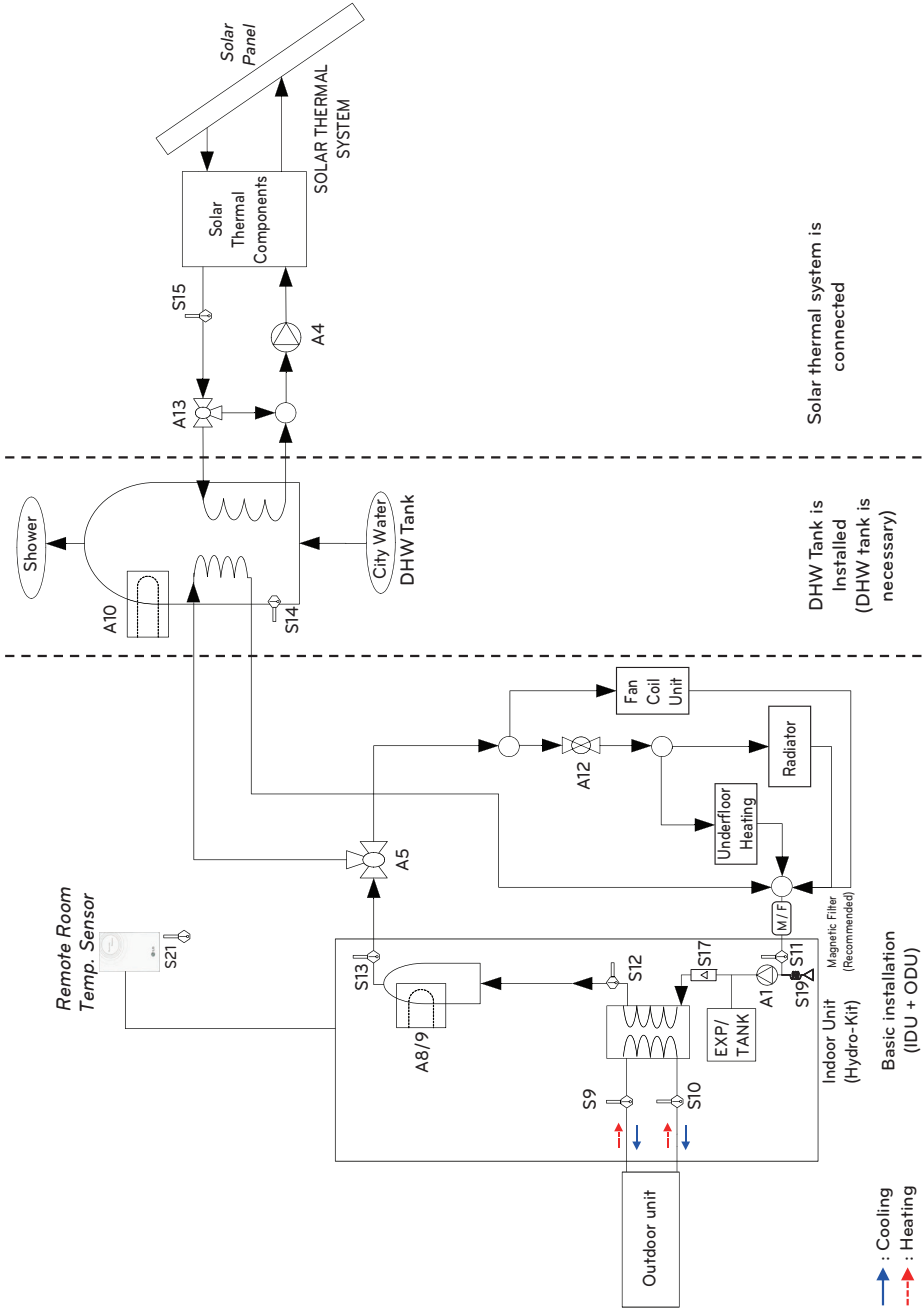 Solar
Panel
SOLAR THERMAL
SYSTEM
Solar
Thermal
Components
S15
A13
A4
Shower
A10
S14
City Water
DHW Tank
Remote Room
Temp. Sensor
S21
A5
A12
Fan
Coil
Unit
Radiator
Underfloor
Heating
M/F
Magnetic Filter
(Recommended)
S13
A8/9
S12
S17
S11
A1
S19
EXP/
TANK
S9
S10
Indoor Unit
(Hydro-Kit)
Outdoor unit
Basic installation
(IDU + ODU)
DHW Tank is
Installed
(DHW tank is
necessary)
Solar thermal system is
connected
: Cooling
: Heating